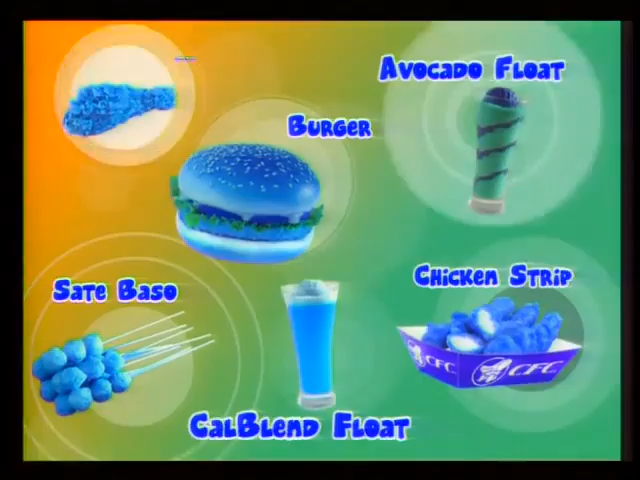 Avocado Float
Burger
Chicken Strip
Sate Baso
CFC
CFC
CalBlend Float